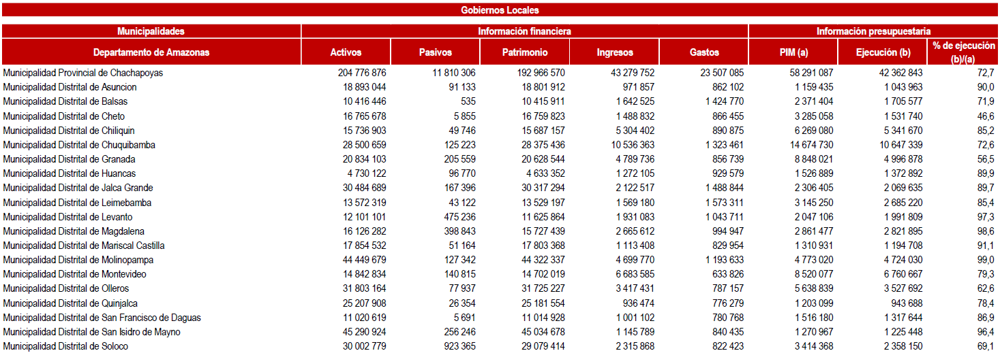 Gobiernos Locales
Municipalidades Información financiera Información presupuestaria
Departamento de Amazonas Activos Pasivos Patrimonio Ingresos Gastos PIM (a) Ejecución (b) % de ejecución (b)/(a)
Municipalidad Provincial de Chachapoyas 204 776 876 11 810 306 192 966 570 43 279 752 23 507 085 58 291 087 42 362 843 72,7
Municipalidad Distrital de Asuncion 18 893 044 91 133 18 801 912 971 857 862 102 1 159 435 1 043 963 90,0
Municipalidad Distrital de Balsas 10 416 446 535 10 415 911 1 642 525 1 424 770 2 371 404 1 705 577 71,9
Municipalidad Distrital de Cheto 16 765 678 5 855 16 759 823 1 488 832 866 455 3 285 058 1 531 740 46,6
Municipalidad Distrital de Chiliquin 15 736 903 49 746 15 687 157 5 304 402 890 875 6 269 080 5 341 670 85,2
Municipalidad Distrital de Chuquibamba 28 500 659 125 223 28 375 436 10 536 363 1 323 461 14 674 730 10 647 339 72,6
Municipalidad Distrital de Granada 20 834 103 205 559 20 628 544 4 789 736 856 739 8 848 021 4 996 878 56,5
Municipalidad Distrital de Huancas 4 730 122 96 770 4 633 352 1 272 105 929 579 1 526 889 1 372 892 89,9
Municipalidad Distrital de Jalca Grande 30 484 689 167 396 30 317 294 2 122 517 1 488 844 2 306 405 2 069 635 89,7
Municipalidad Distrital de Leimebamba 13 572 319 43 122 13 529 197 1 569 180 1 573 311 3 145 250 2 685 220 85,4
Municipalidad Distrital de Levanto 12 101 101 475 236 11 625 864 1 931 083 1 043 711 2 047 106 1 991 809 97,3
Municipalidad Distrital de Magdalena 16 126 282 398 843 15 727 439 2 665 612 994 947 2 861 477 2 821 895 98,6
Municipalidad Distrital de Mariscal Castilla 17 854 532 51 164 17 803 368 1 113 408 829 954 1 310 931 1 194 708 91,1
Municipalidad Distrital de Molinopampa 44 449 679 127 342 44 322 337 4 699 770 1 193 633 4 773 020 4 724 030 99,0
Municipalidad Distrital de Montevideo 14 842 834 140 815 14 702 019 6 683 585 633 826 8 520 077 6 760 667 79,3
Municipalidad Distrital de Olleros 31 803 164 77 937 31 725 227 3 417 431 787 157 5 638 839 3 527 692 62,6
Municipalidad Distrital de Quinjalca 25 207 908 26 354 25 181 554 936 474 776 279 1 203 099 943 688 78,4
Municipalidad Distrital de San Francisco de Daguas 11 020 619 5 691 11 014 928 1 001 102 780 768 1 516 180 1 317 644 86,9
Municipalidad Distrital de San Isidro de Mayno 45 290 924 256 246 45 034 678 1 145 789 840 435 1 270 967 1 225 448 96,4
Municipalidad Distrital de Soloco 30 002 779 923 365 29 079 414 2 315 868 822 423 3 414 368 2 358 150 69,1